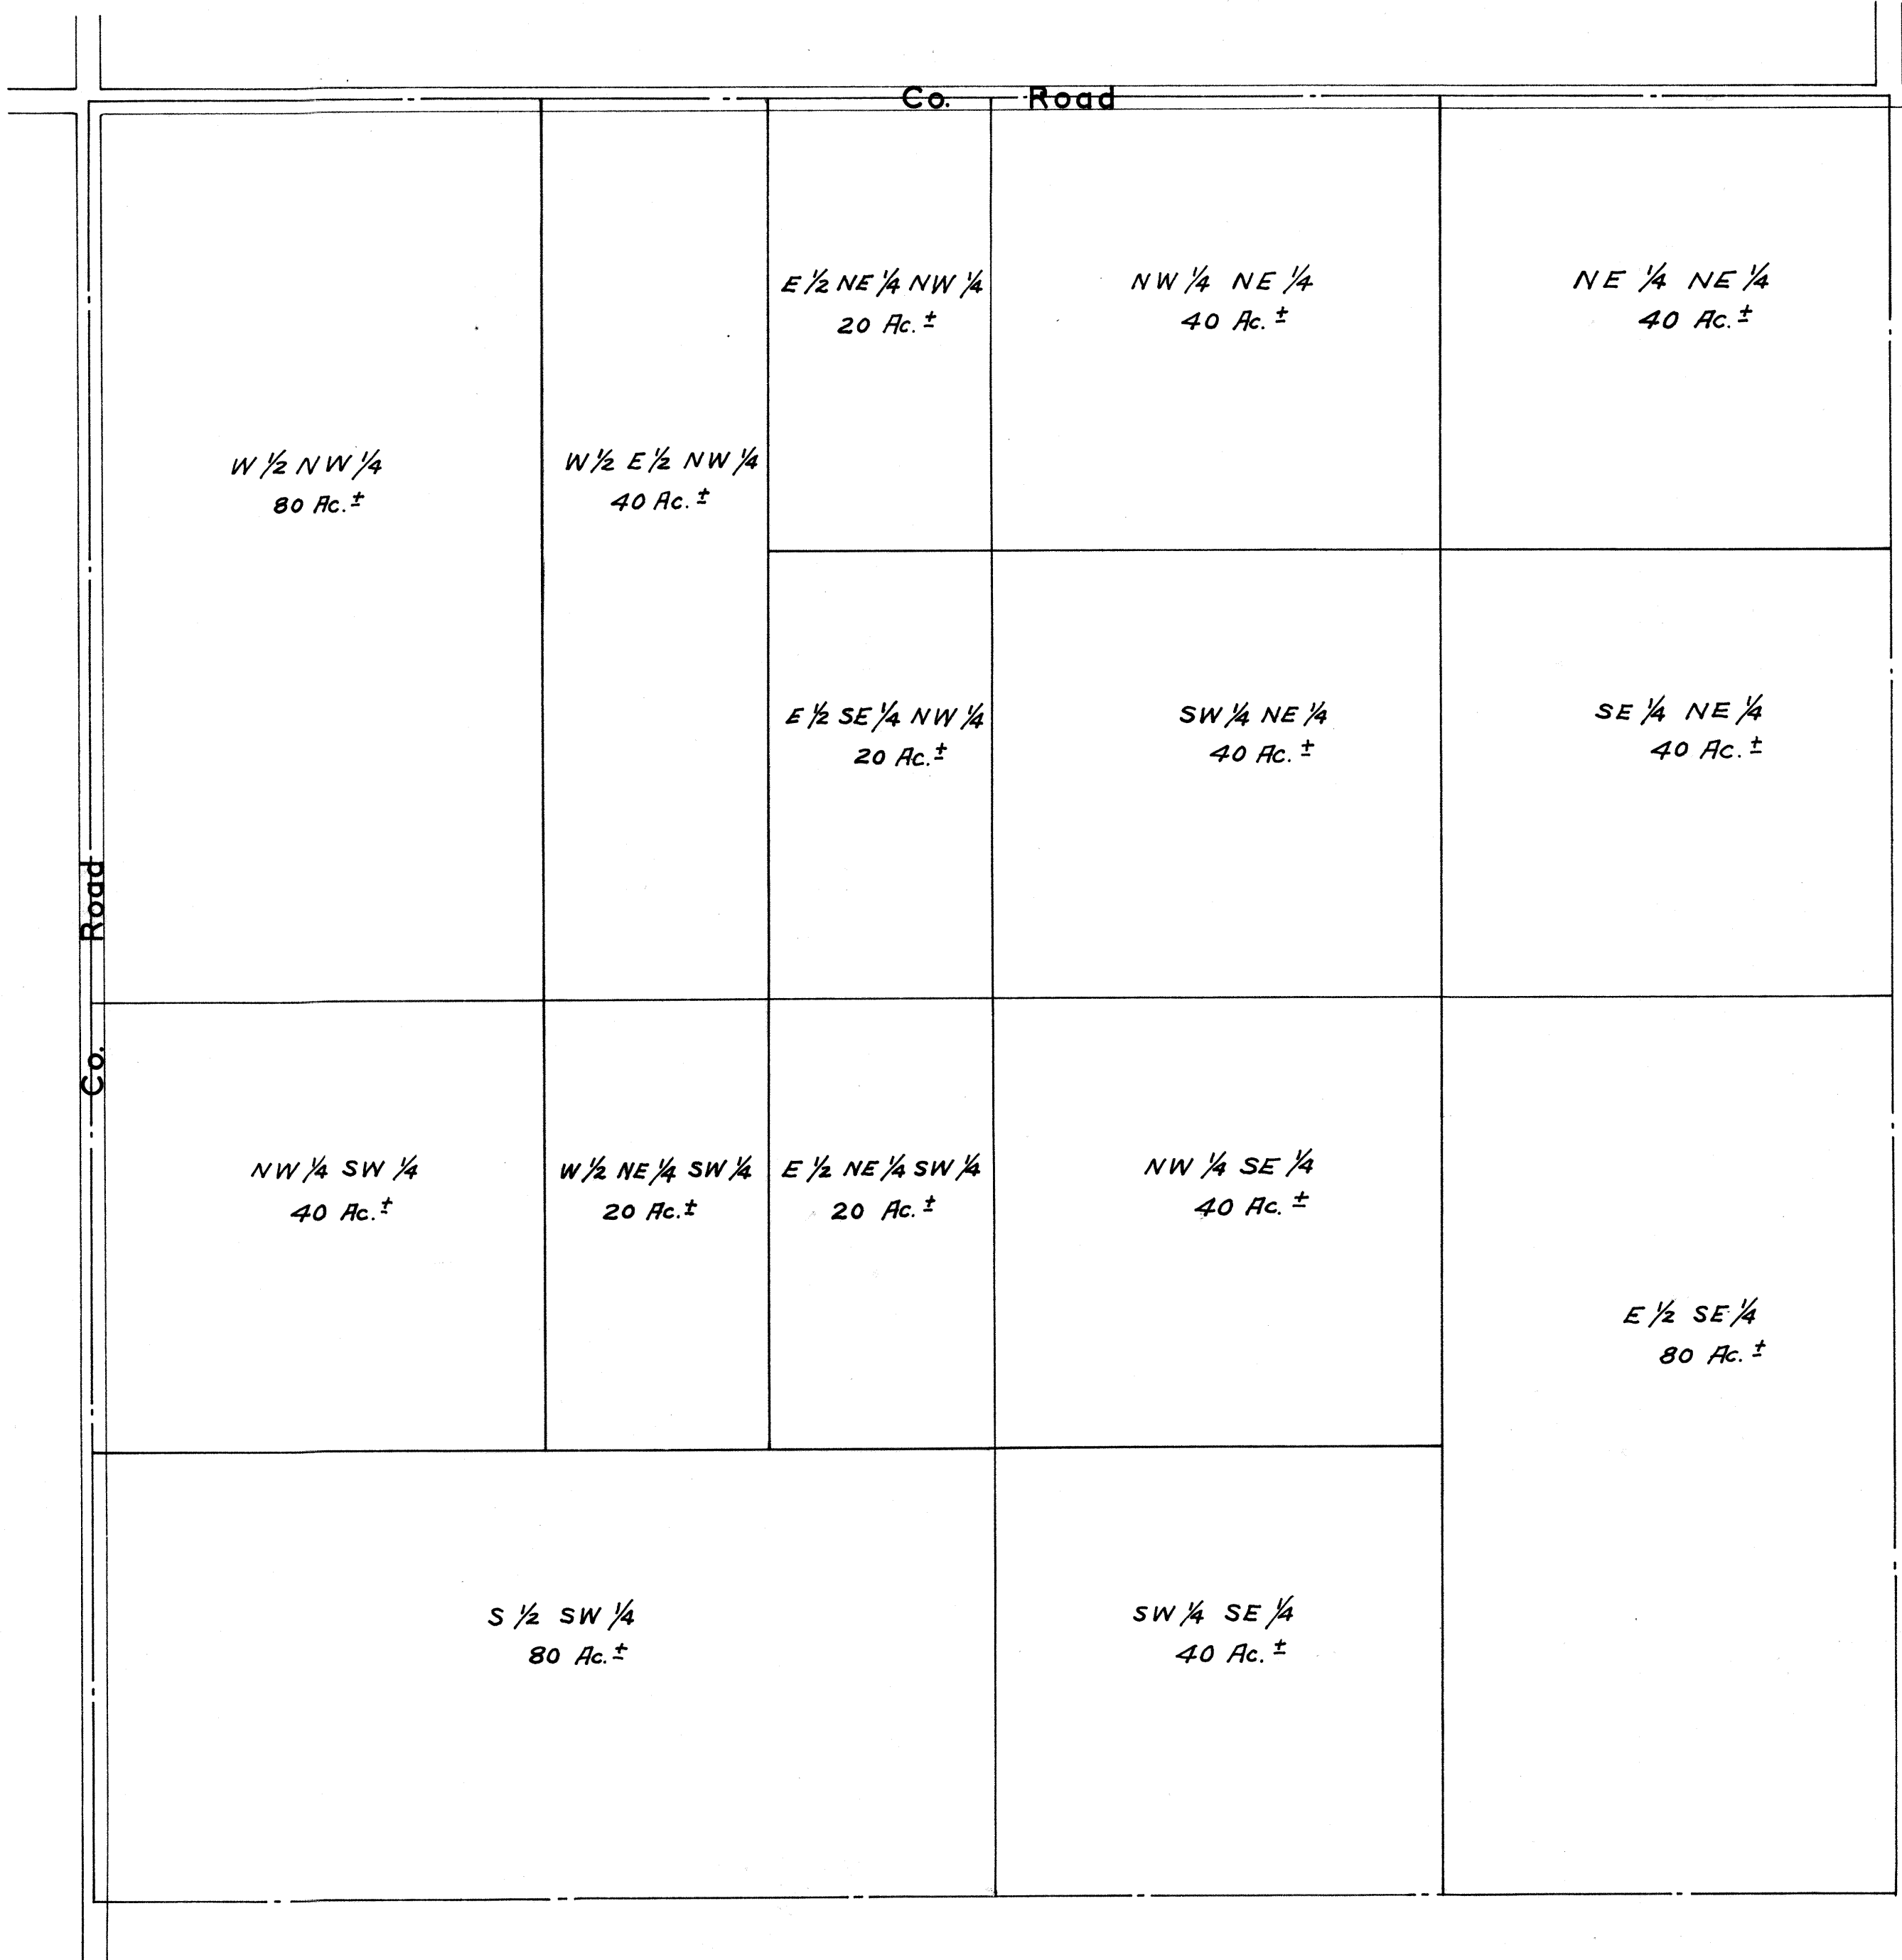 Co. Road
E 1/2 NE 1/4 NW 1/4
20 Ac. ±
NW 1/4 NE 1/4
40 Ac. ±
NE 1/4 NE 1/4
40 Ac. ±
W 1/2 NW 1/4
80 Ac. ±
W 1/2 E 1/2 NW 1/4
40 Ac. ±
E 1/2 SE 1/4 NW 1/4
20 Ac. ±
SW 1/4 NE 1/4
40 Ac. ±
SE 1/4 NE 1/4
40 Ac. ±
Co. Road
NW 1/4 SW 1/4
40 Ac. ±
W 1/2 NE 1/4 SW 1/4
20 Ac. ±
E 1/2 NE 1/4 SW 1/4
20 Ac. ±
NW 1/4 SE 1/4
40 Ac. ±
E 1/2 SE 1/4
80 Ac. ±
S 1/2 SW 1/4
80 Ac. ±
SW 1/4 SE 1/4
40 Ac. ±